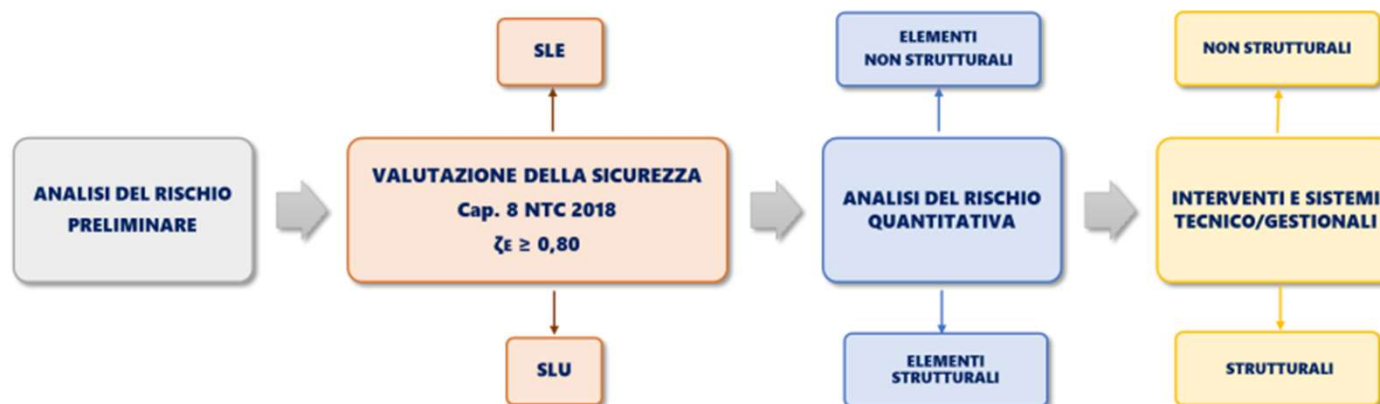 SLE
ELEMENTI
NON STRUTTURALI
NON STRUTTURALI
ANALISI DEL RISCHIO
PRELIMINARE
VALUTAZIONE DELLA SICUREZZA
Cap. 8 NTC 2018
ζE ≥ 0,80
ANALISI DEL RISCHIO
QUANTITATIVA
INTERVENTI E SISTEMI
TECNICO/GESTIONALI
SLU
ELEMENTI
STRUTTURALI
STRUTTURALI